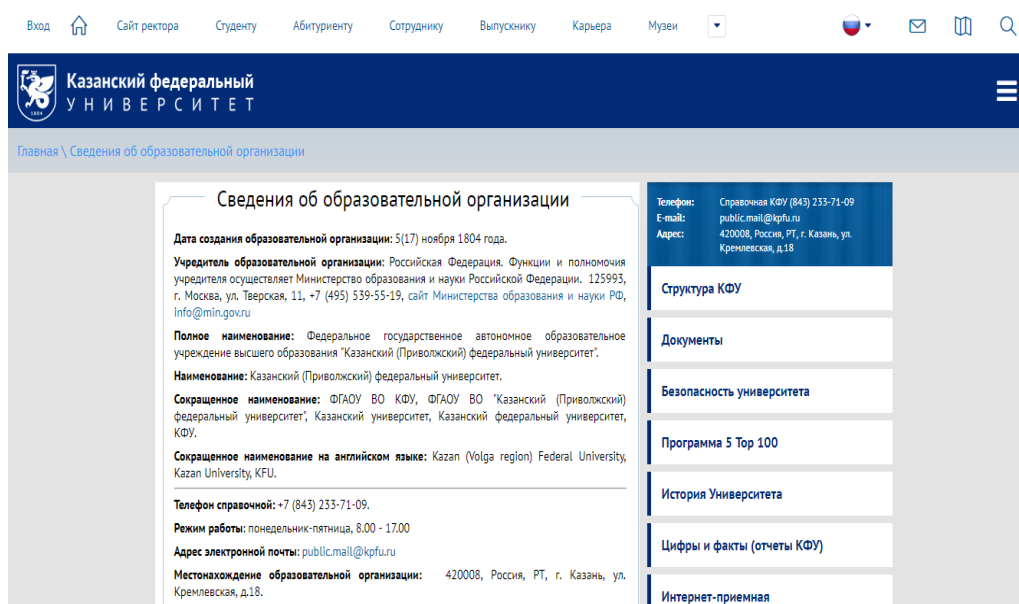 Вход
Сайт ректора
Студенту
Абитуриенту
Сотруднику
Выпускнику
Карьера
Музеи
Казанский федеральный
УНИВЕРСИТЕТ
1804
Главная \ Сведения об образовательной организации
Сведения об образовательной организации
Дата создания образовательной организации: 5(17) ноября 1804 года.
Учредитель образовательной организации: Российская Федерация. Функции и полномочия
учредителя осуществляет Министерство образования и науки Российской Федерации. 125993,
г. Москва, ул. Тверская, 11, +7 (495) 539-55-19, сайт Министерства образования и науки РФ,
info@min.gov.ru
Полное наименование: Федеральное государственное автономное образовательное
учреждение высшего образования "Казанский (Приволжский) федеральный университет".
Наименование: Казанский (Приволжский) федеральный университет.
Сокращенное наименование: ФГАОУ ВО КФУ, ФГАОУ ВО "Казанский (Приволжский)
федеральный университет", Казанский университет, Казанский федеральный университет,
КФУ.
Сокращенное наименование на английском языке: Kazan (Volga region) Federal University,
Kazan University, KFU.
Телефон справочной: +7 (843) 233-71-09.
Режим работы: понедельник-пятница, 8.00 - 17.00
Адрес электронной почты: public.mail@kpfu.ru
Местонахождение образовательной организации: 420008, Россия, РТ, г. Казань, ул.
Кремлевская, д.18.
Телефон: Справочная КФУ (843) 233-71-09
E-mail: public.mail@kpfu.ru
Адрес: 420008, Россия, РТ, г. Казань, ул.
Кремлевская, д.18
Структура КФУ
Документы
Безопасность университета
Программа 5 Top 100
История Университета
Цифры и факты (отчеты КФУ)
Интернет-приемная